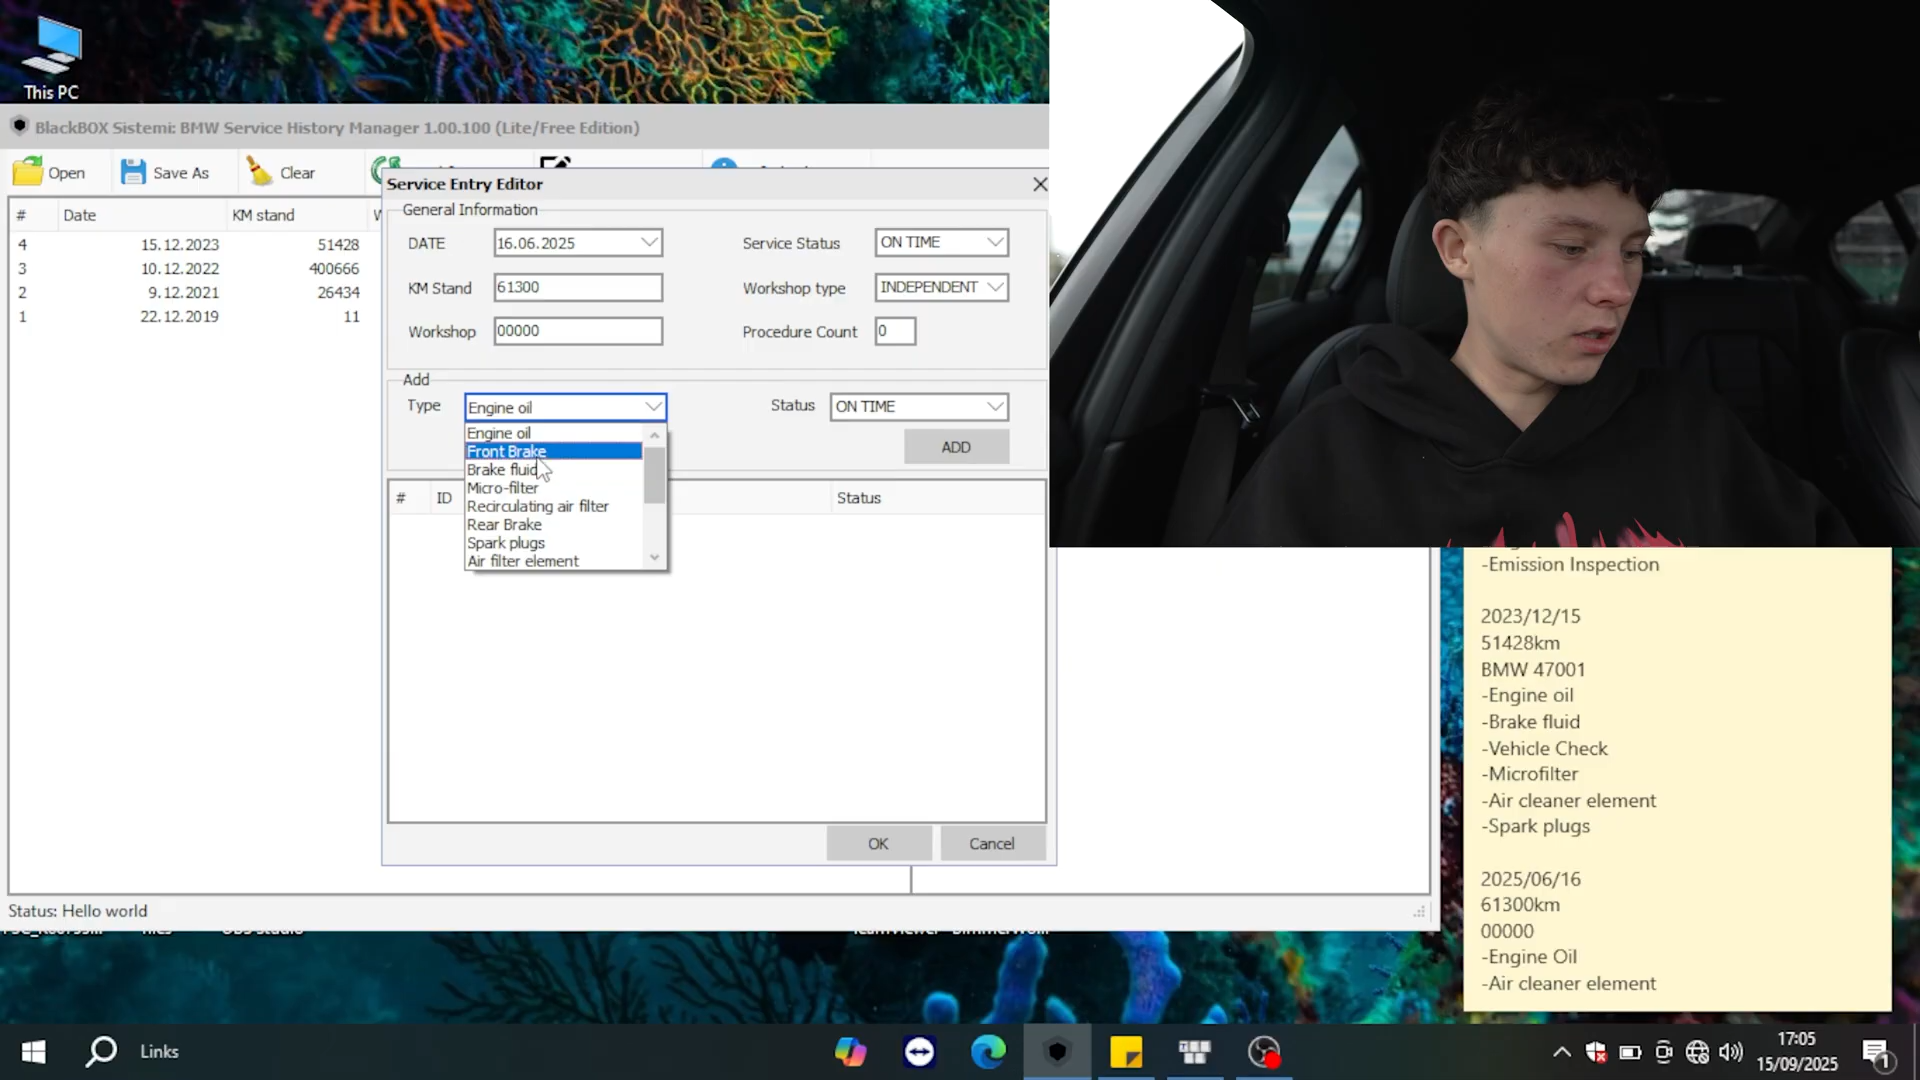 This PC
BlackBOX Sistemi: BMW Service History Manager 1.00.100 (Lite/Free Edition)
Open
Save As
Clear
# Date KM stand
4 15.12.2023 51428
3 10.12.2022 400666
2 9.12.2021 26434
1 22.12.2019 11
Service Entry Editor
General Information
DATE 16.06.2025 Service Status ON TIME
KM Stand 61300 Workshop type INDEPENDENT
Workshop 00000 Procedure Count 0
Add
Type Engine oil Status ON TIME
ADD
Engine oil
Front Brake
Brake fluid
Micro-filter
Recirculating air filter
Rear Brake
Spark plugs
Air filter element
# ID Status
OK Cancel
Status: Hello world
-Emission Inspection
2023/12/15
51428km
BMW 47001
-Engine oil
-Brake fluid
-Vehicle Check
-Microfilter
-Air cleaner element
-Spark plugs
2025/06/16
61300km
00000
-Engine Oil
-Air cleaner element
Links
17:05
15/09/2025
1